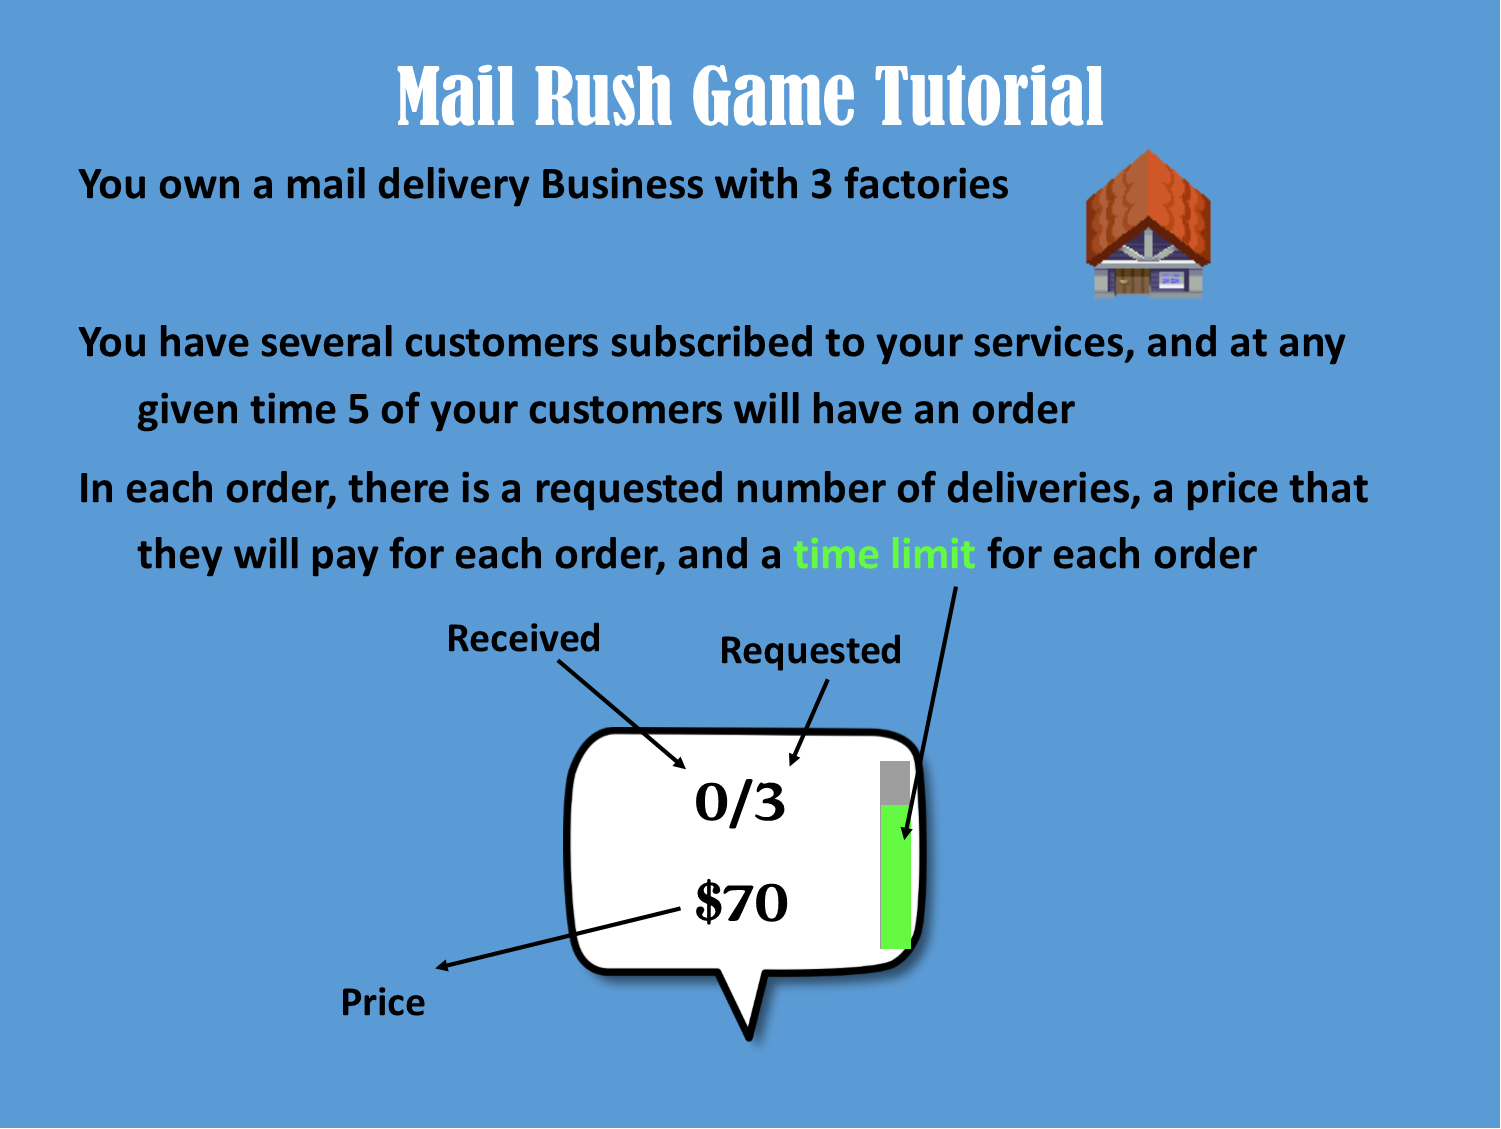 Mail Rush Game Tutorial
You own a mail delivery Business with 3 factories
You have several customers subscribed to your services, and at any
given time 5 of your customers will have an order
In each order, there is a requested number of deliveries, a price that
they will pay for each order, and a time limit for each order
Received
Requested
0/3
$70
Price